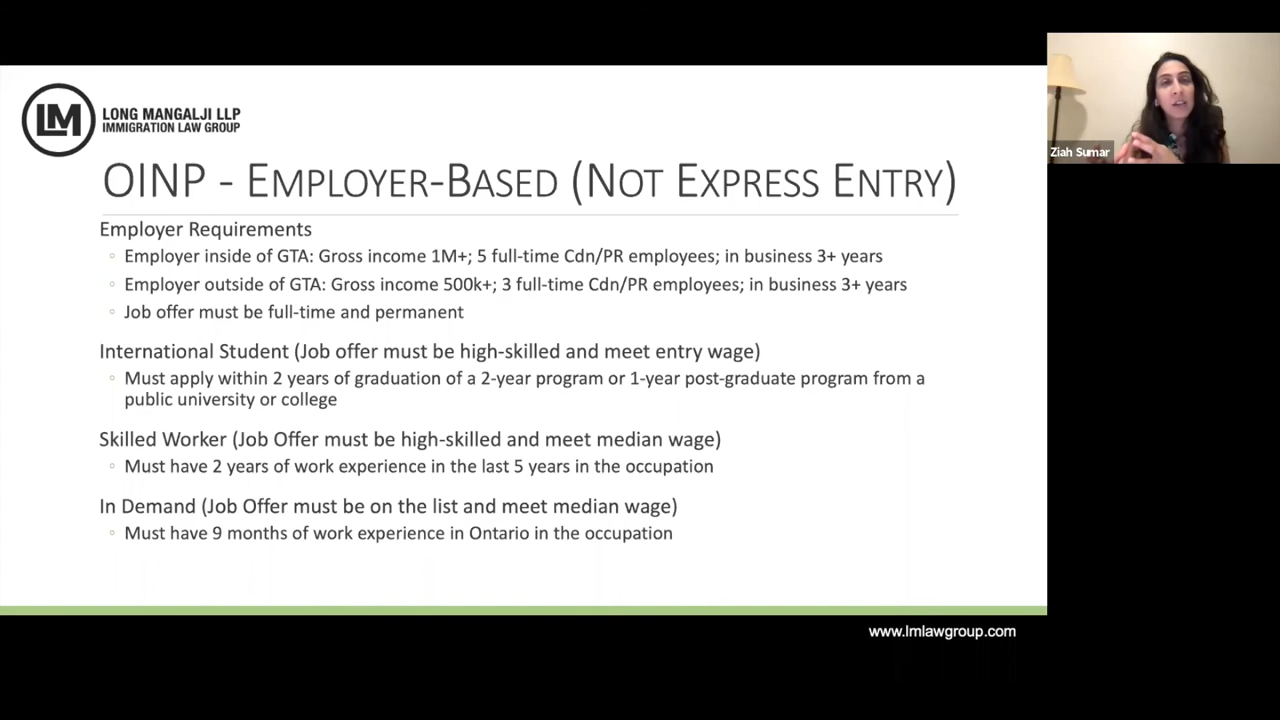 LM
LONG MANGALJI LLP
IMMIGRATION LAW GROUP
Ziah Sumar
OINP - EMPLOYER-BASED (NOT EXPRESS ENTRY)
Employer Requirements
◦ Employer inside of GTA: Gross income 1M+; 5 full-time Cdn/PR employees; in business 3+ years
◦ Employer outside of GTA: Gross income 500k+; 3 full-time Cdn/PR employees; in business 3+ years
◦ Job offer must be full-time and permanent
International Student (Job offer must be high-skilled and meet entry wage)
◦ Must apply within 2 years of graduation of a 2-year program or 1-year post-graduate program from a
public university or college
Skilled Worker (Job Offer must be high-skilled and meet median wage)
◦ Must have 2 years of work experience in the last 5 years in the occupation
In Demand (Job Offer must be on the list and meet median wage)
◦ Must have 9 months of work experience in Ontario in the occupation
www.lmlawgroup.com